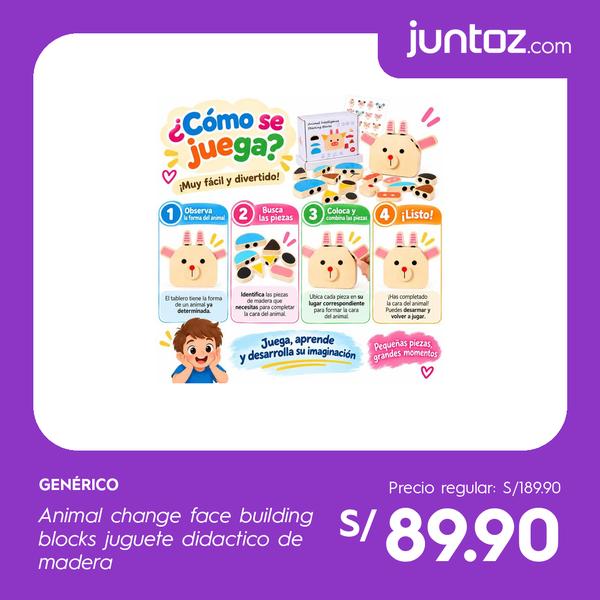 juntoz.com
¿Cómo se
juega?
¡Muy fácil y divertido!
Animal Intelligence
Thinking Blocks
1 Observa
la forma del animal
El tablero tiene la forma
de un animal ya
determinada.
2 Busca
las piezas
Identifica las piezas
de madera que
necesitas para completar
la cara del animal.
3 Coloca y
combina las piezas
Ubica cada pieza en su
lugar correspondiente
para formar la cara
del animal.
4 ¡Listo!
¡Has completado
la cara del animal!
Puedes desarmar y
volver a jugar.
Juega, aprende
y desarrolla su imaginación
Pequeñas piezas,
grandes momentos
GENÉRICO
Animal change face building
blocks juguete didactico de
madera
Precio regular: S/189.90
S/ 89.90